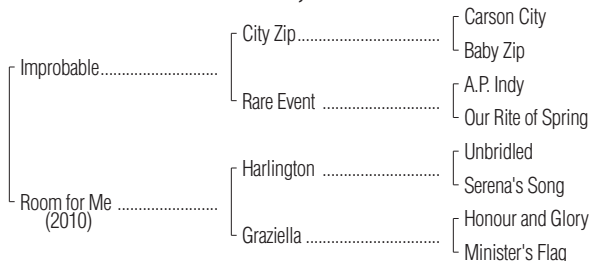 Carson City
City Zip..............................
Baby Zip
Improbable.........................
A.P. Indy
Rare Event .........................
Our Rite of Spring
Unbridled
Harlington .........................
Serena's Song
Room for Me .....................
(2010)
Honour and Glory
Graziella ............................
Minister's Flag